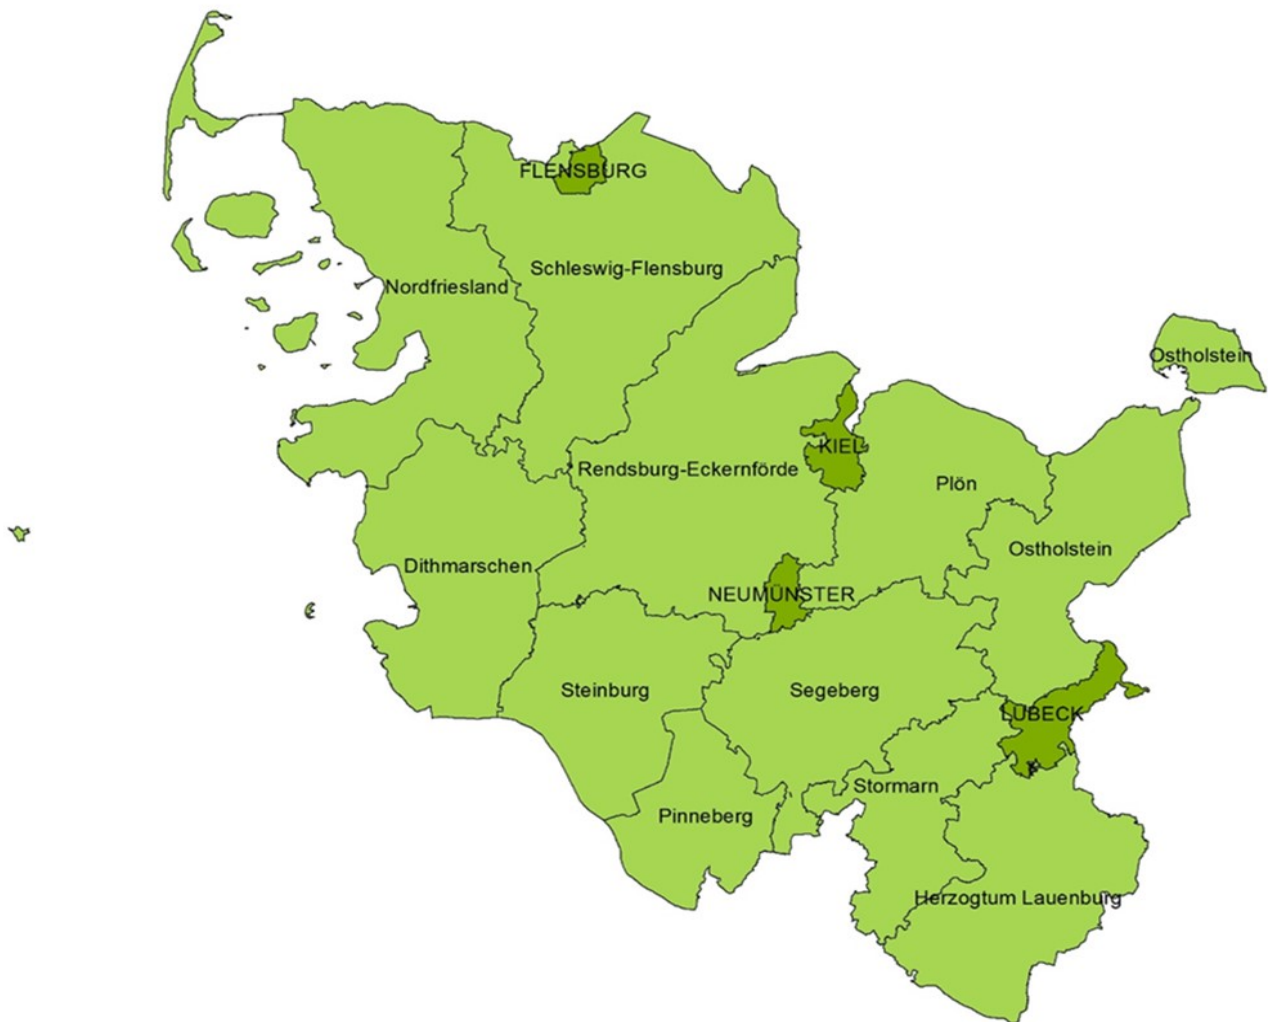 FLENSBURG
Schleswig-Flensburg
Nordfriesland
Ostholstein
KIEL
Rendsburg-Eckernförde
Plön
Ostholstein
Dithmarschen
NEUMÜNSTER
Steinburg
Segeberg
LÜBECK
Stormarn
Pinneberg
Herzogtum Lauenburg